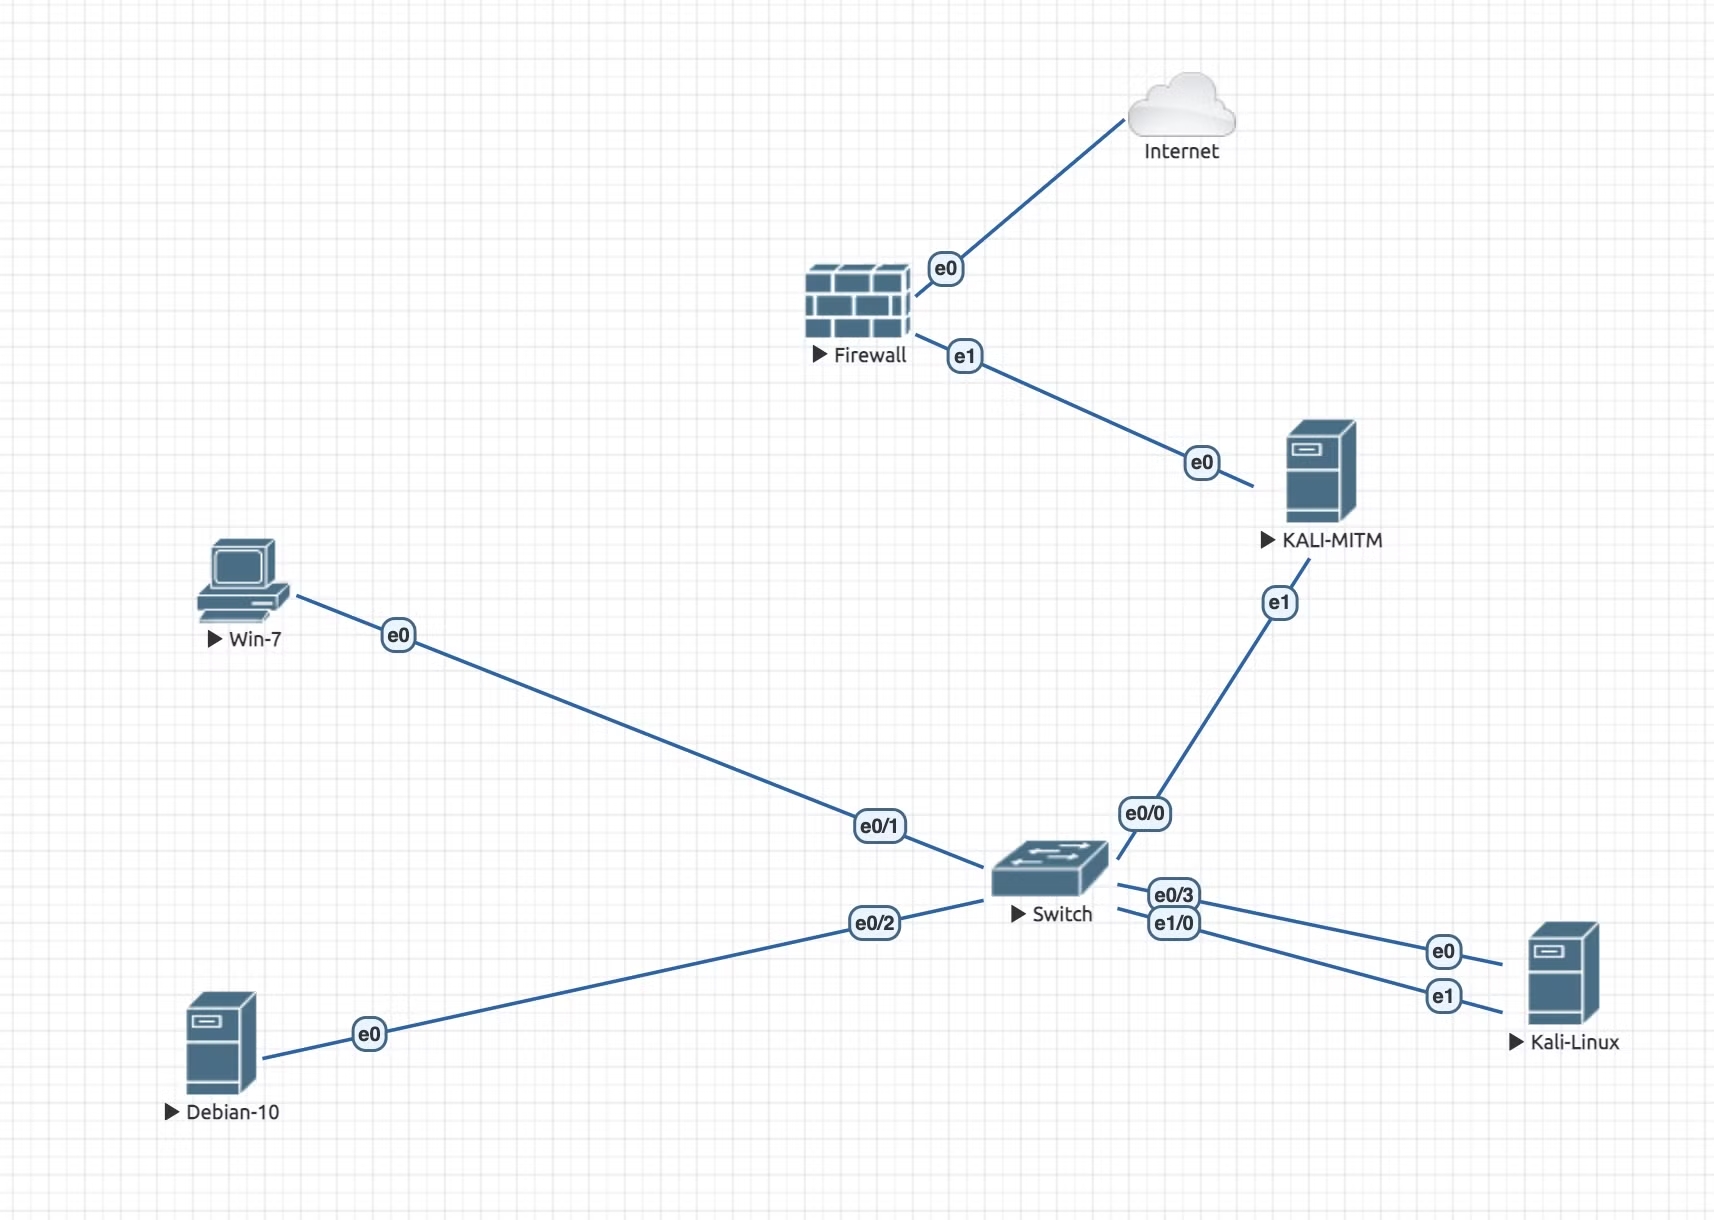 Internet
e0
Firewall
e1
e0
KALI-MITM
e1
Win-7
e0
e0/1
e0/0
Switch
e0/3
e1/0
e0/2
e0
e1
Kali-Linux
e0
Debian-10